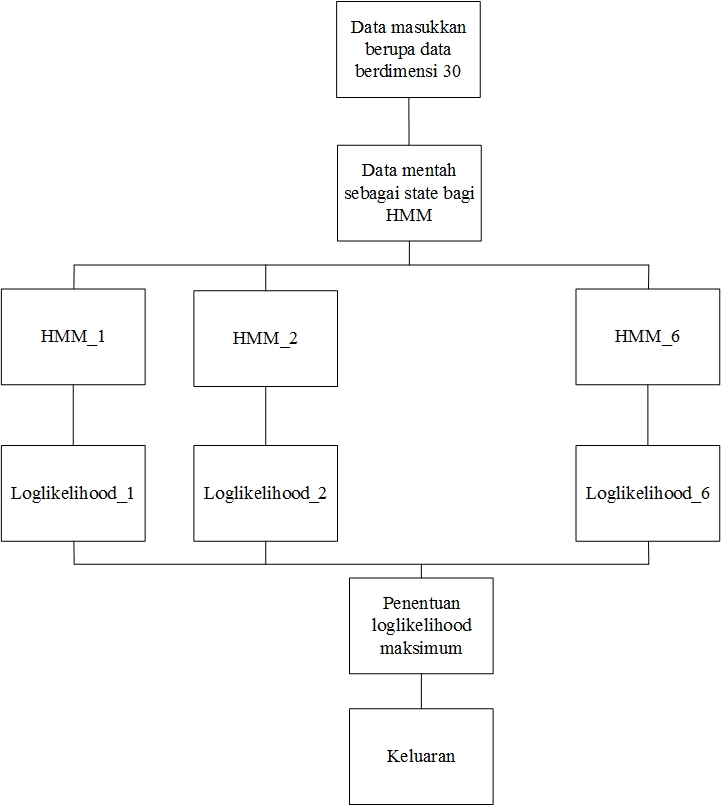 Data masukkan
berupa data
berdimensi 30
Data mentah
sebagai state bagi
HMM
HMM_1
HMM_2
HMM_6
Loglikelihood_1
Loglikelihood_2
Loglikelihood_6
Penentuan
loglikelihood
maksimum
Keluaran